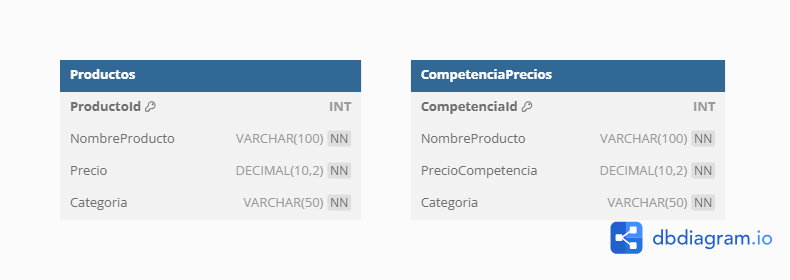 Productos
ProductoId INT
NombreProducto VARCHAR(100) NN
Precio DECIMAL(10,2) NN
Categoria VARCHAR(50) NN
CompetenciaPrecios
CompetenciaId INT
NombreProducto VARCHAR(100) NN
PrecioCompetencia DECIMAL(10,2) NN
Categoria VARCHAR(50) NN
dbdiagram.io